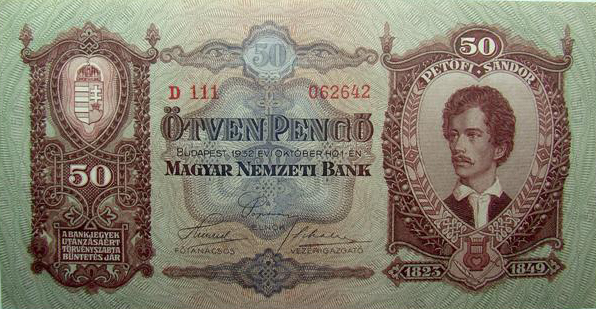 50
D 111 062642
ÖTVEN PENGŐ
BUDAPEST, 1932. ÉVI OKTÓBER HÓ 1-ÉN
MAGYAR NEMZETI BANK
ELNÖK
FŐTANÁCSOS VEZÉRIGAZGATÓ
50
A BANKJEGYEK
UTÁNZÁSÁÉRT
TÖRVÉNYSZABTA
BÜNTETÉS JÁR
50
PETŐFI SÁNDOR
1823 1849